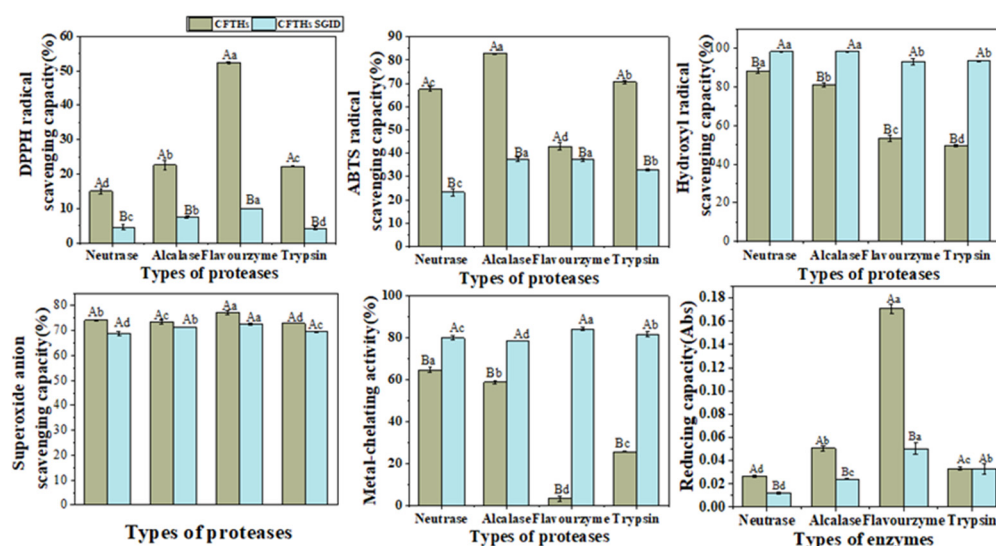 CFTHs CFTHs SGID
DPPH radical
scavenging capacity(%)
60
50
40
30
20
10
0
Ad
Bc
Ab
Bb
Aa
Ba
Ac
Bd
Neutrase Alcalase Flavourzyme Trypsin
Types of proteases
ABTS radical
scavenging capacity(%)
90
80
70
60
50
40
30
20
10
0
Ac
Bc
Aa
Ba
Ad
Ba
Ab
Bb
Neutrase Alcalase Flavourzyme Trypsin
Types of proteases
Hydroxyl radical
scavenging capacity(%)
100
80
60
40
20
0
Ba
Aa
Bb
Aa
Bc
Ab
Bd
Ab
Neutrase Alcalase Flavourzyme Trypsin
Types of proteases
Superoxide anion
scavenging capacity(%)
80
70
60
50
40
30
20
10
0
Ab
Ad
Ac
Ab
Aa
Aa
Ad
Ac
Types of proteases
Metal-chelating activity(%)
100
80
60
40
20
0
Ba
Ac
Bb
Ad
Bd
Aa
Bc
Ab
Neutrase Alcalase Flavourzyme Trypsin
Types of proteases
Reducing capacity(Abs)
0.18
0.16
0.14
0.12
0.10
0.08
0.06
0.04
0.02
0.00
Ad
Bd
Ab
Bc
Aa
Ba
Ac
Ab
Neutrase Alcalase Flavourzyme Trypsin
Types of enzymes